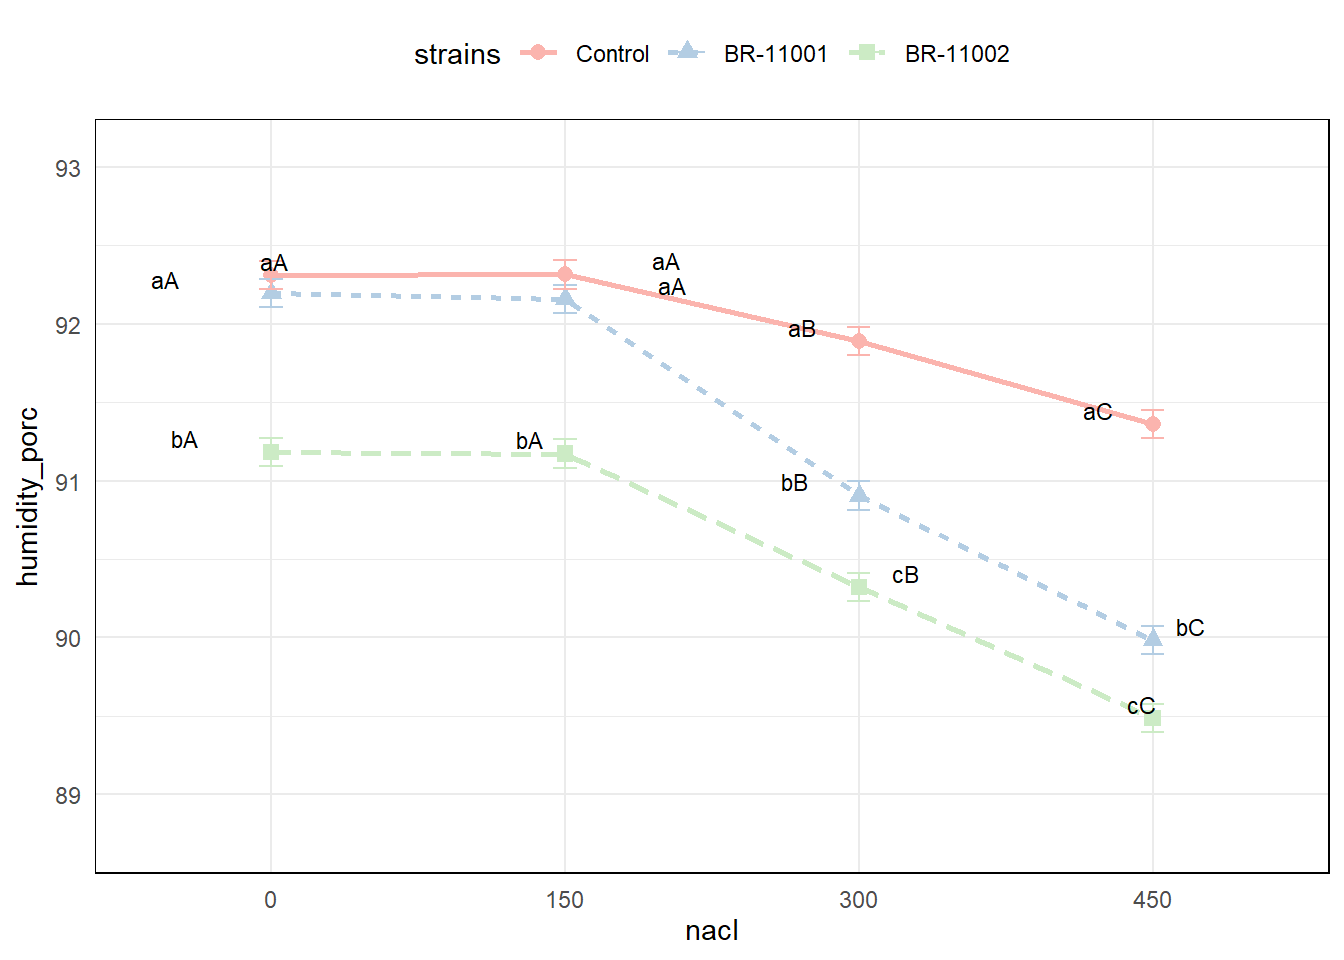 strains Control BR-11001 BR-11002
93
aA aA aA
aA
92 aB
aC
bA bA
91 bB
cB
90 bC
cC
89
humidity_porc
0 150 300 450
nacl